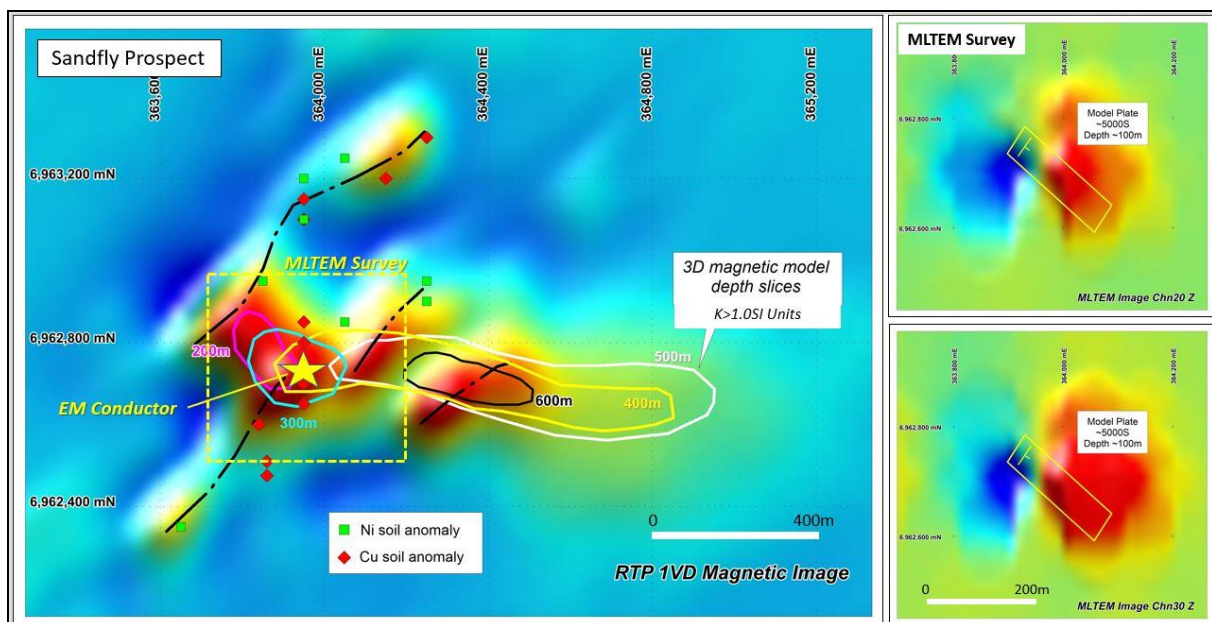 Sandfly Prospect
363,600 mE
364,000 mE
364,400 mE
364,800 mE
365,200 mE
6,963,200 mN
MLTEM Survey
3D magnetic model
depth slices
K>1.0SI Units
6,962,800 mN
200m
500m
EM Conductor
600m
400m
300m
6,962,400 mN
Ni soil anomaly
Cu soil anomaly
0 400m
RTP 1VD Magnetic Image
MLTEM Survey
363,800 mE
364,000 mE
364,200 mE
6,962,800 mN
Model Plate
~5000S
Depth ~100m
6,962,600 mN
MLTEM Image Chn20 Z
363,800 mE
364,000 mE
364,200 mE
6,962,800 mN
Model Plate
~5000S
Depth ~100m
6,962,600 mN
0 200m
MLTEM Image Chn30 Z